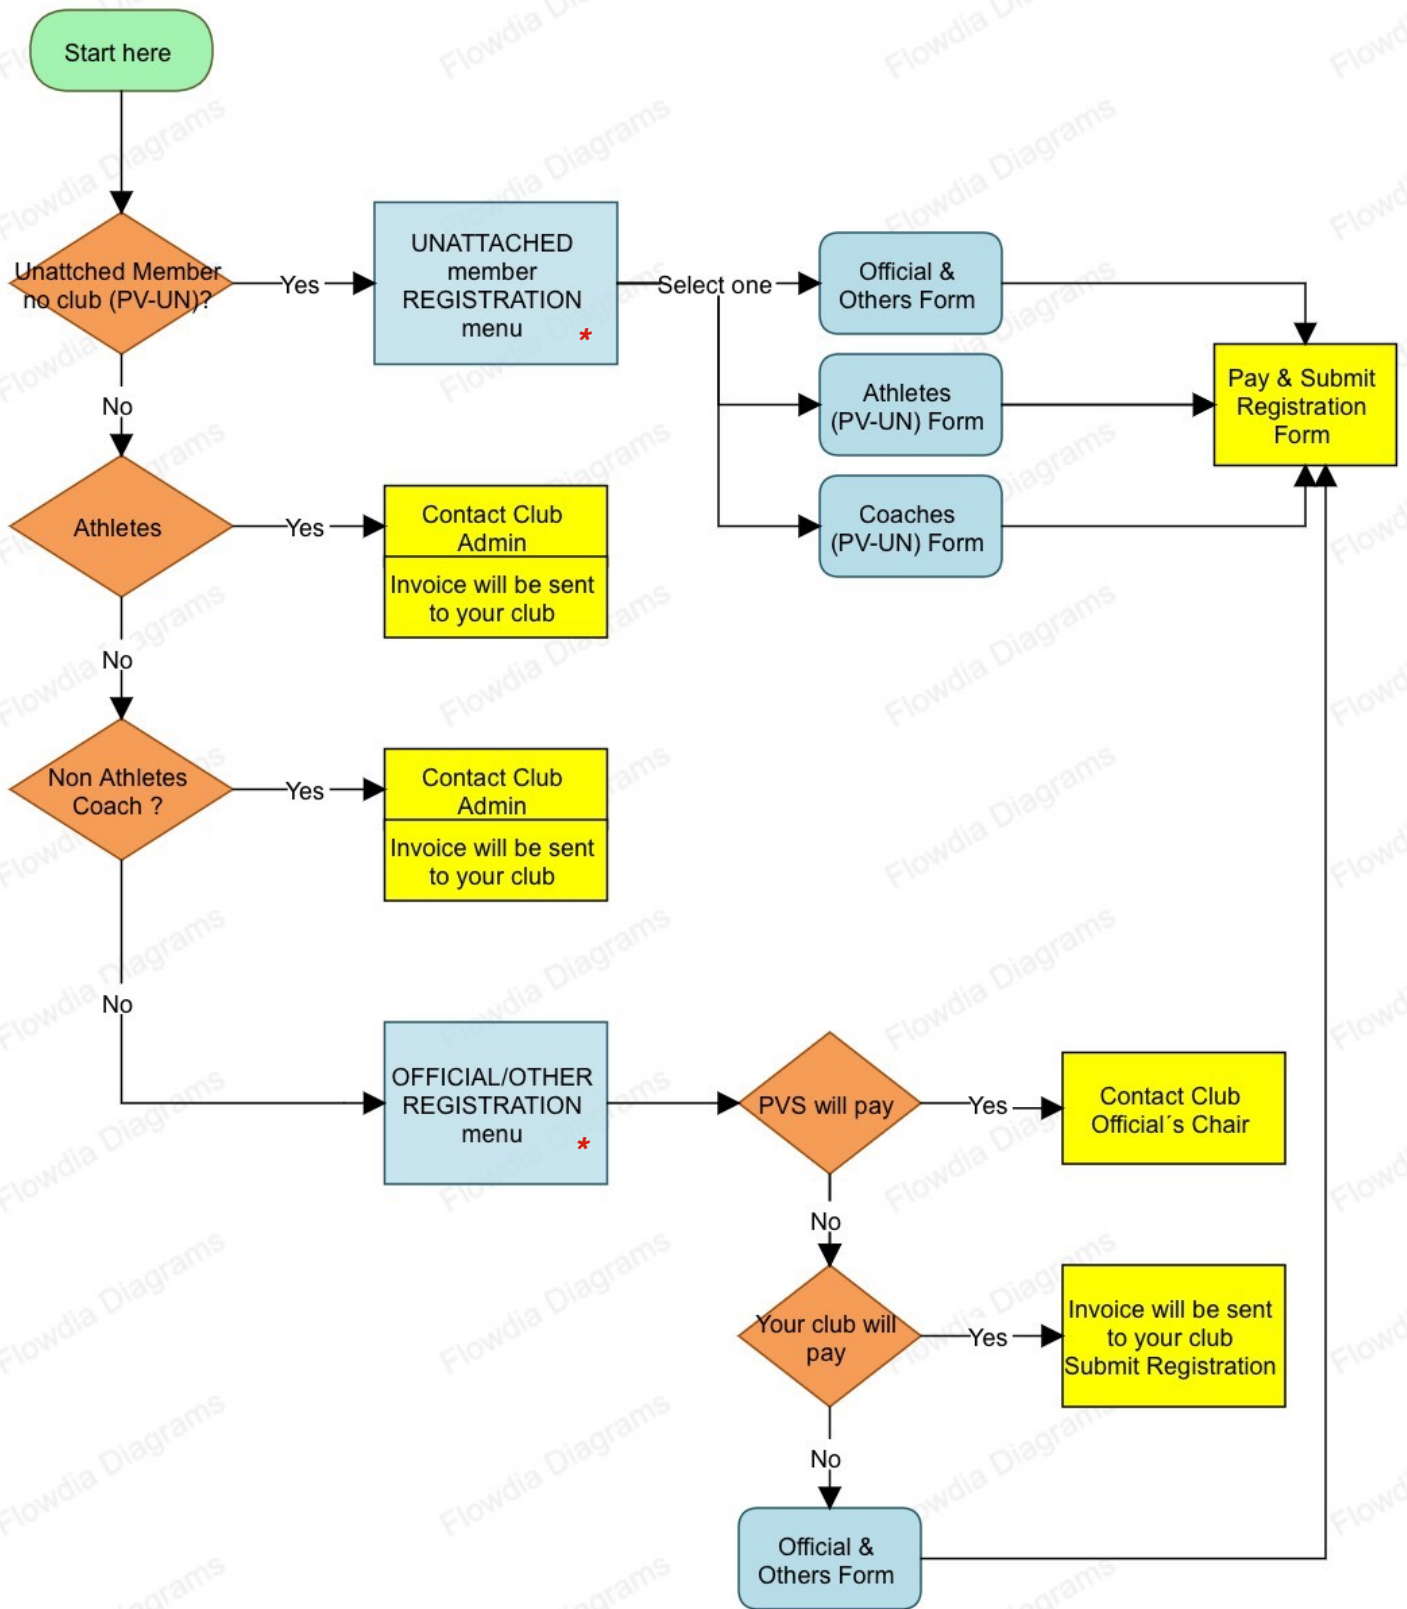 Start here
Unattched Member
no club (PV-UN)?
Yes
UNATTACHED
member
REGISTRATION
menu
*
Select one
Official &
Others Form
Athletes
(PV-UN) Form
Coaches
(PV-UN) Form
Pay & Submit
Registration
Form
No
Athletes
Yes
Contact Club
Admin
Invoice will be sent
to your club
No
Non Athletes
Coach ?
Yes
Contact Club
Admin
Invoice will be sent
to your club
No
OFFICIAL/OTHER
REGISTRATION
menu
*
PVS will pay
Yes
Contact Club
Official´s Chair
No
Your club will
pay
Yes
Invoice will be sent
to your club
Submit Registration
No
Official &
Others Form
Flowdia Diagrams